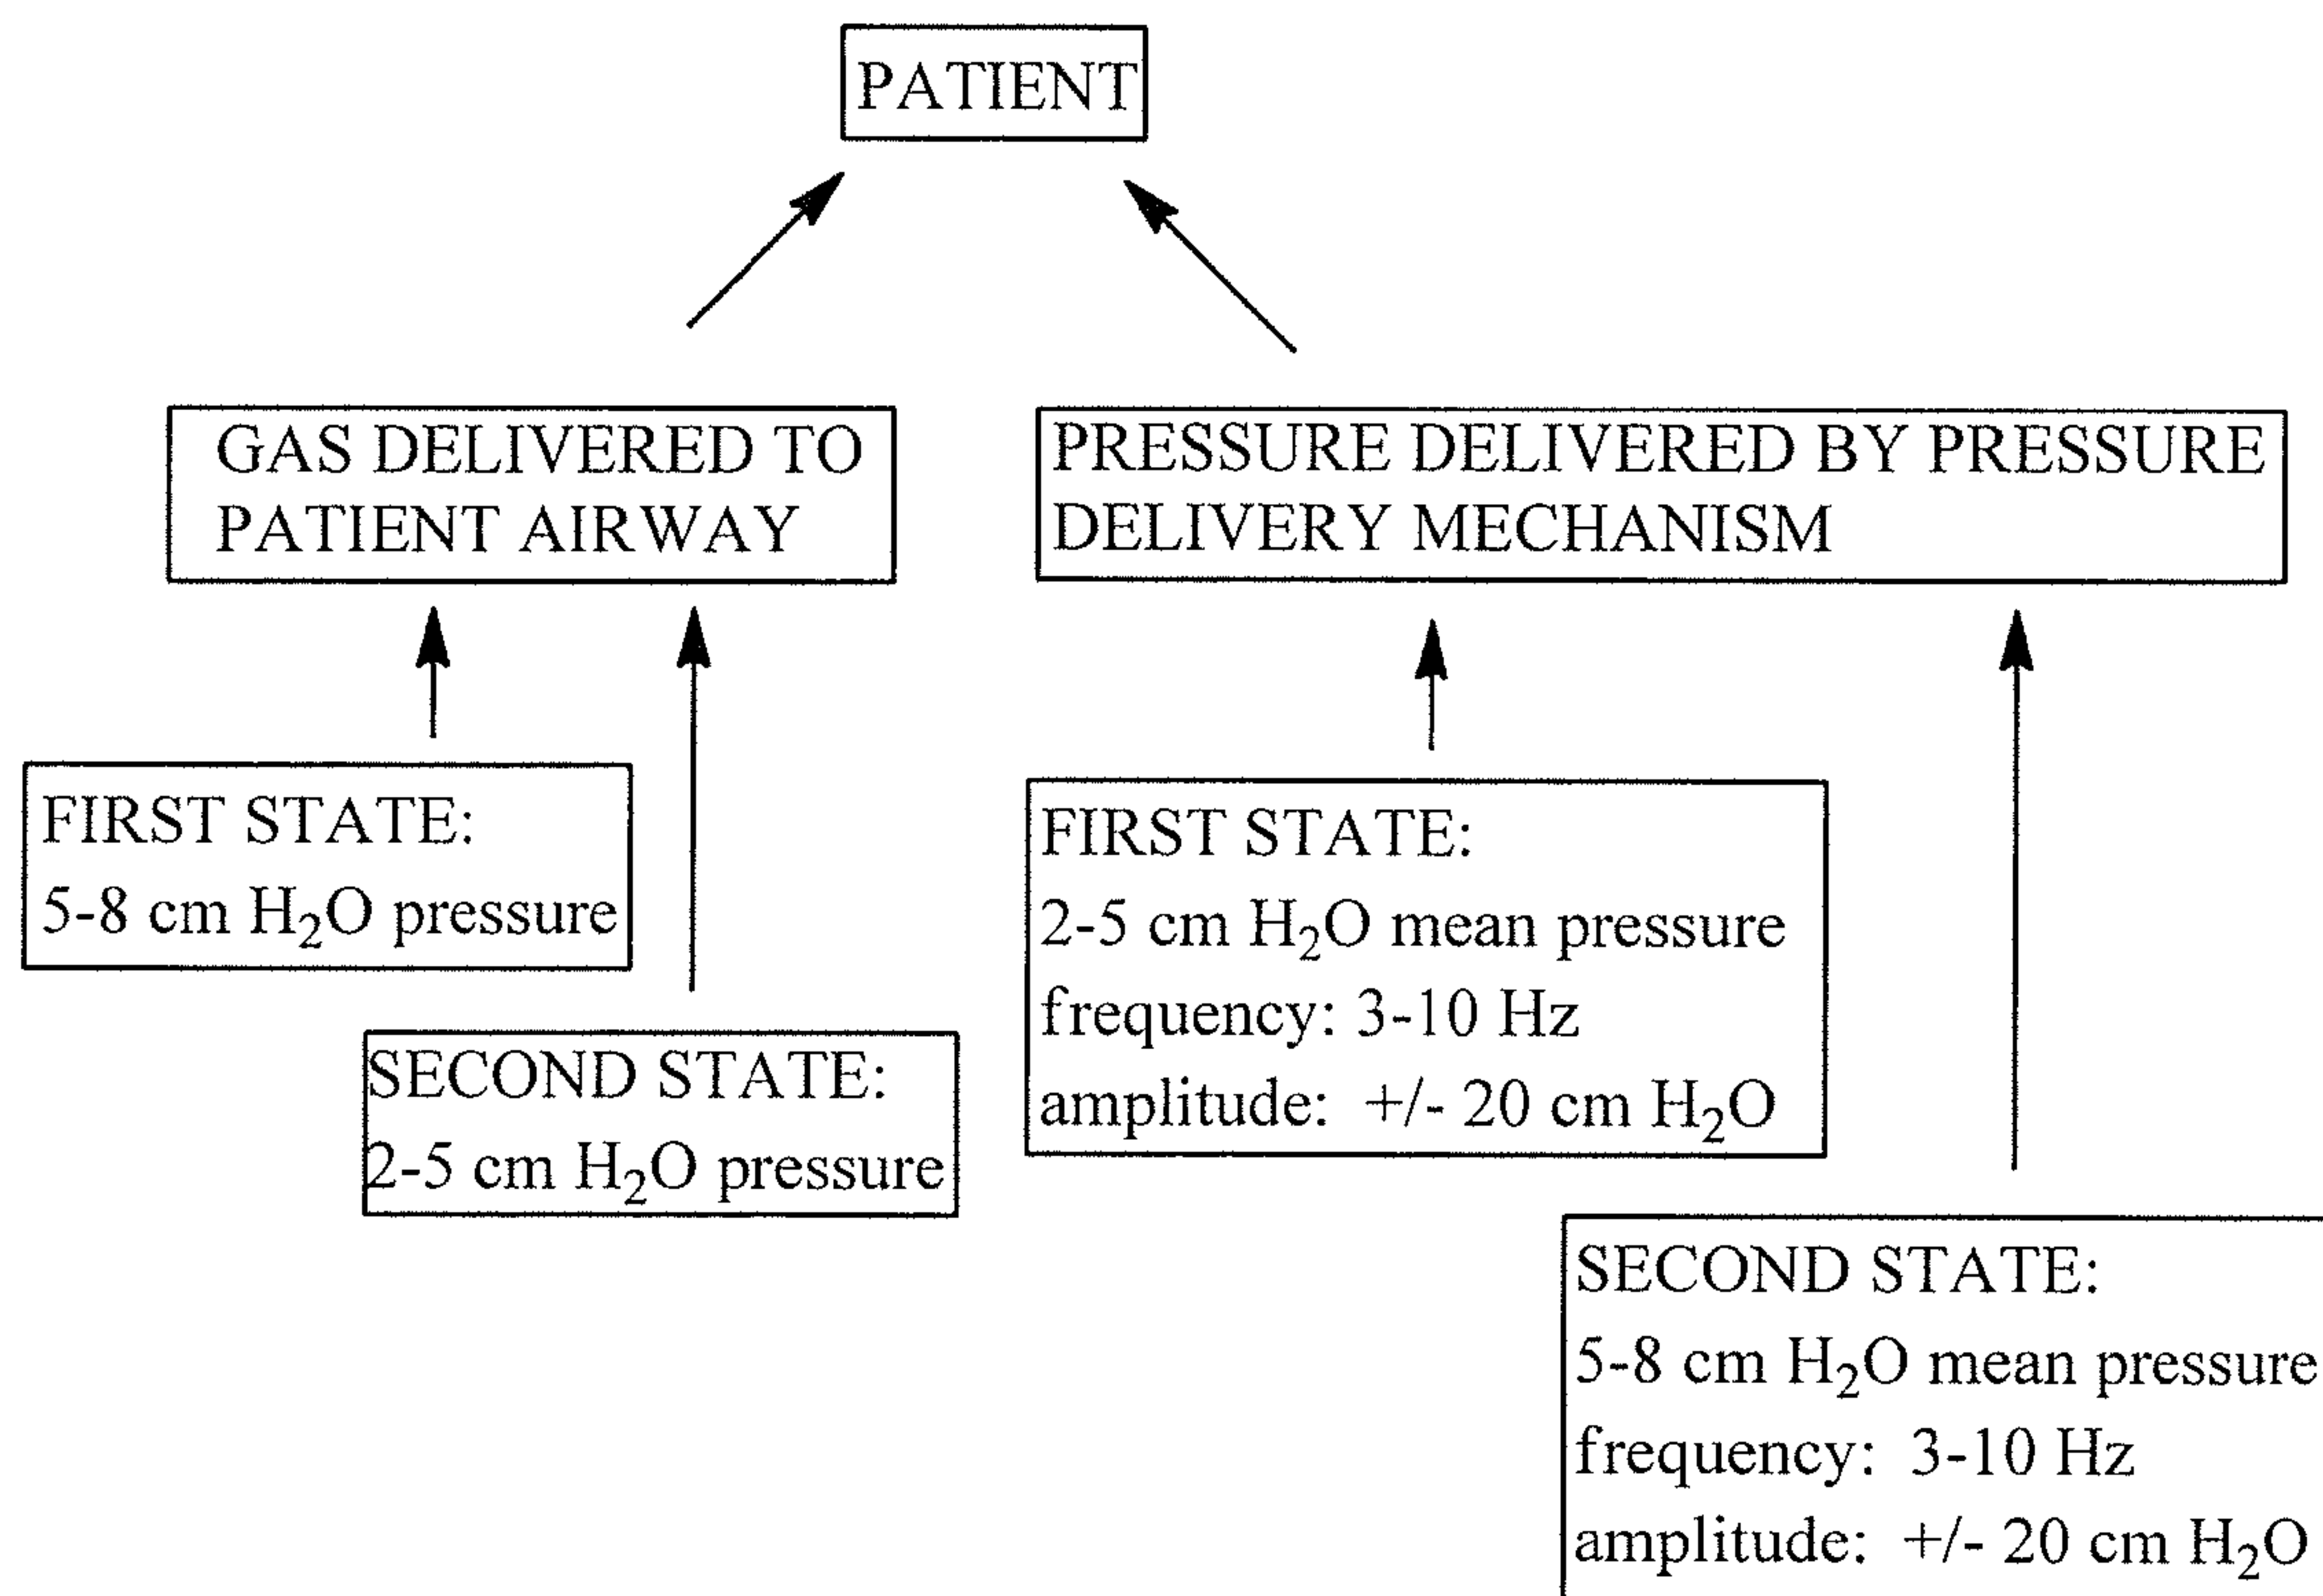 PATIENT
GAS DELIVERED TO
PATIENT AIRWAY
PRESSURE DELIVERED BY PRESSURE
DELIVERY MECHANISM
FIRST STATE:
5-8 cm H₂O pressure
SECOND STATE:
2-5 cm H₂O pressure
FIRST STATE:
2-5 cm H₂O mean pressure
frequency: 3-10 Hz
amplitude: +/- 20 cm H₂O
SECOND STATE:
5-8 cm H₂O mean pressure
frequency: 3-10 Hz
amplitude: +/- 20 cm H₂O